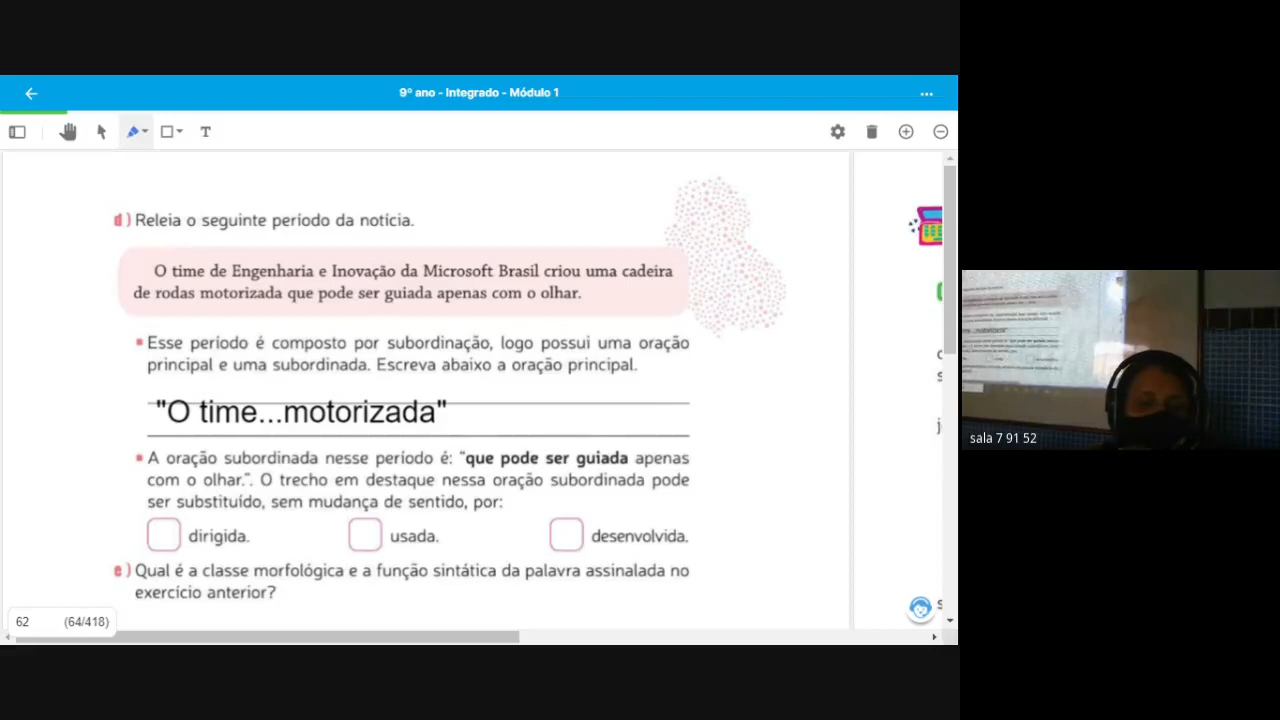 9º ano - Integrado - Módulo 1
d) Releia o seguinte período da notícia.
O time de Engenharia e Inovação da Microsoft Brasil criou uma cadeira
de rodas motorizada que pode ser guiada apenas com o olhar.
Esse período é composto por subordinação, logo possui uma oração
principal e uma subordinada. Escreva abaixo a oração principal.
"O time...motorizada"
A oração subordinada nesse período é: "que pode ser guiada apenas
com o olhar.". O trecho em destaque nessa oração subordinada pode
ser substituído, sem mudança de sentido, por:
dirigida. usada. desenvolvida.
e) Qual é a classe morfológica e a função sintática da palavra assinalada no
exercício anterior?
62 (64/418)
sala 7 91 52